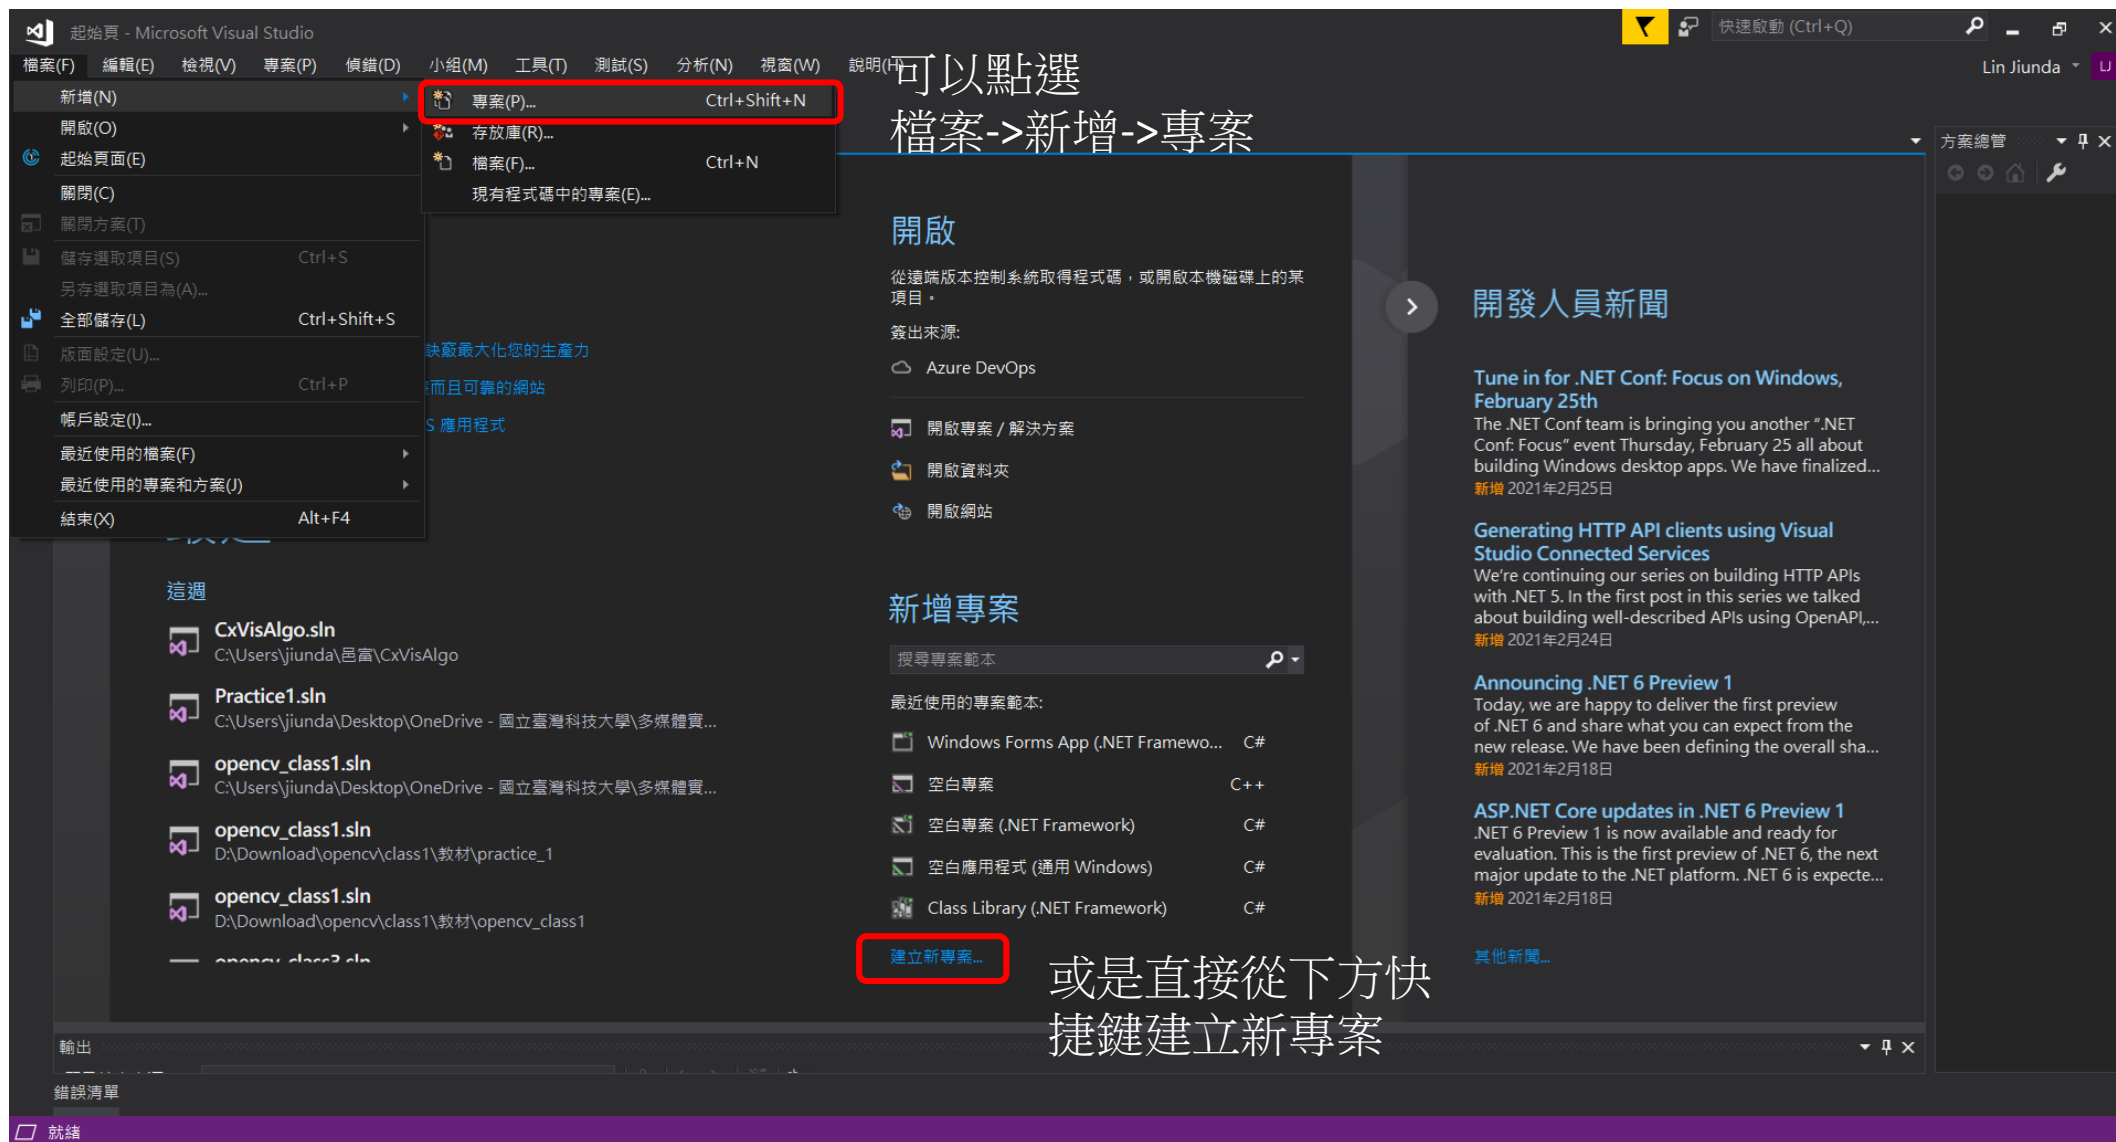 起始頁 - Microsoft Visual Studio
快速啟動 (Ctrl+Q)
檔案(F) 編輯(E) 檢視(V) 專案(P) 偵錯(D) 小組(M) 工具(T) 測試(S) 分析(N) 視窗(W) 說明(H)
Lin Jiunda LJ
可以點選
檔案->新增->專案
新增(N)
開啟(O)
起始頁面(E)
關閉(C)
關閉方案(T)
儲存選取項目(S) Ctrl+S
另存選取項目為(A)...
全部儲存(L) Ctrl+Shift+S
版面設定(U)...
列印(P)... Ctrl+P
帳戶設定(I)...
最近使用的檔案(F)
最近使用的專案和方案(J)
結束(X) Alt+F4
專案(P)... Ctrl+Shift+N
存放庫(R)...
檔案(F)... Ctrl+N
現有程式碼中的專案(E)...
訣竅最大化您的生產力
而且可靠的網站
S 應用程式
這週
CxVisAlgo.sln
C:\Users\jiunda\邑富\CxVisAlgo
Practice1.sln
C:\Users\jiunda\Desktop\OneDrive - 國立臺灣科技大學\多媒體實...
opencv_class1.sln
C:\Users\jiunda\Desktop\OneDrive - 國立臺灣科技大學\多媒體實...
opencv_class1.sln
D:\Download\opencv\class1\教材\practice_1
opencv_class1.sln
D:\Download\opencv\class1\教材\opencv_class1
opencv_class2.sln
開啟
從遠端版本控制系統取得程式碼，或開啟本機磁碟上的某
項目。
簽出來源:
Azure DevOps
開啟專案 / 解決方案
開啟資料夾
開啟網站
新增專案
搜尋專案範本
最近使用的專案範本:
Windows Forms App (.NET Framewo... C#
空白專案 C++
空白專案 (.NET Framework) C#
空白應用程式 (通用 Windows) C#
Class Library (.NET Framework) C#
建立新專案...
或是直接從下方快
捷鍵建立新專案
開發人員新聞
Tune in for .NET Conf: Focus on Windows,
February 25th
The .NET Conf team is bringing you another “.NET
Conf: Focus” event Thursday, February 25 all about
building Windows desktop apps. We have finalized...
新增 2021年2月25日
Generating HTTP API clients using Visual
Studio Connected Services
We're continuing our series on building HTTP APIs
with .NET 5. In the first post in this series we talked
about building well-described APIs using OpenAPI,...
新增 2021年2月24日
Announcing .NET 6 Preview 1
Today, we are happy to deliver the first preview
of .NET 6 and share what you can expect from the
new release. We have been defining the overall sha...
新增 2021年2月18日
ASP.NET Core updates in .NET 6 Preview 1
.NET 6 Preview 1 is now available and ready for
evaluation. This is the first preview of .NET 6, the next
major update to the .NET platform. .NET 6 is expecte...
新增 2021年2月18日
其他新聞...
方案總管
輸出
錯誤清單
就緒